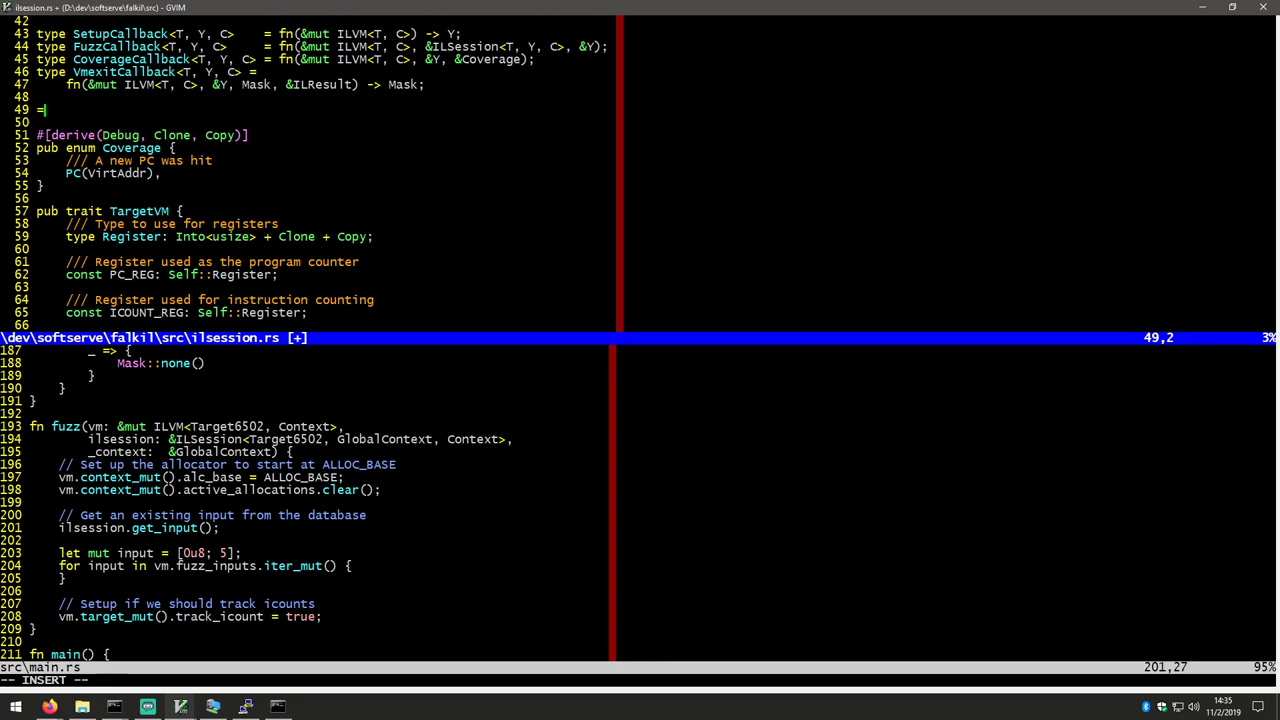 ilsession.rs + (D:\dev\softserve\falkil\src) - GVIM
42
43 type SetupCallback<T, Y, C>    = fn(&mut ILVM<T, C>) -> Y;
44 type FuzzCallback<T, Y, C>     = fn(&mut ILVM<T, C>, &ILSession<T, Y, C>, &Y);
45 type CoverageCallback<T, Y, C> = fn(&mut ILVM<T, C>, &Y, &Coverage);
46 type VmexitCallback<T, Y, C> =
47     fn(&mut ILVM<T, C>, &Y, Mask, &ILResult) -> Mask;
48
49 =
50
51 #[derive(Debug, Clone, Copy)]
52 pub enum Coverage {
53     /// A new PC was hit
54     PC(VirtAddr),
55 }
56
57 pub trait TargetVM {
58     /// Type to use for registers
59     type Register: Into<usize> + Clone + Copy;
60
61     /// Register used as the program counter
62     const PC_REG: Self::Register;
63
64     /// Register used for instruction counting
65     const ICOUNT_REG: Self::Register;
66
\dev\softserve\falkil\src\ilsession.rs [+] 49,2 3%
187         _ => {
188             Mask::none()
189         }
190     }
191 }
192
193 fn fuzz(vm: &mut ILVM<Target6502, Context>,
194         ilsession: &ILSession<Target6502, GlobalContext, Context>,
195         _context:  &GlobalContext) {
196     // Set up the allocator to start at ALLOC_BASE
197     vm.context_mut().alc_base = ALLOC_BASE;
198     vm.context_mut().active_allocations.clear();
199
200     // Get an existing input from the database
201     ilsession.get_input();
202
203     let mut input = [0u8; 5];
204     for input in vm.fuzz_inputs.iter_mut() {
205     }
206
207     // Setup if we should track icounts
208     vm.target_mut().track_icount = true;
209 }
210
211 fn main() {
src\main.rs 201,27 95%
-- INSERT --
14:35
11/2/2019